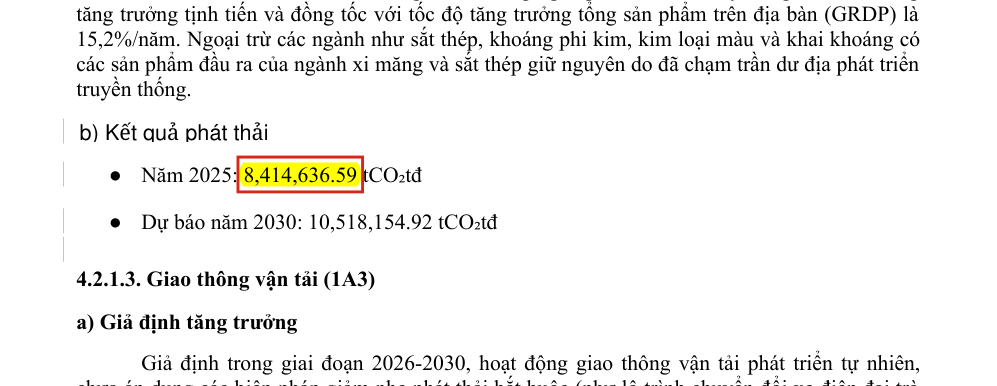 tăng trưởng tịnh tiến và đồng tốc với tốc độ tăng trưởng tổng sản phẩm trên địa bàn (GRDP) là
15,2%/năm. Ngoại trừ các ngành như sắt thép, khoáng phi kim, kim loại màu và khai khoáng có
các sản phẩm đầu ra của ngành xi măng và sắt thép giữ nguyên do đã chạm trần dư địa phát triển
truyền thống.
b) Kết quả phát thải
● Năm 2025: 8,414,636.59 tCO₂tđ
● Dự báo năm 2030: 10,518,154.92 tCO₂tđ
4.2.1.3. Giao thông vận tải (1A3)
a) Giả định tăng trưởng
Giả định trong giai đoạn 2026-2030, hoạt động giao thông vận tải phát triển tự nhiên,